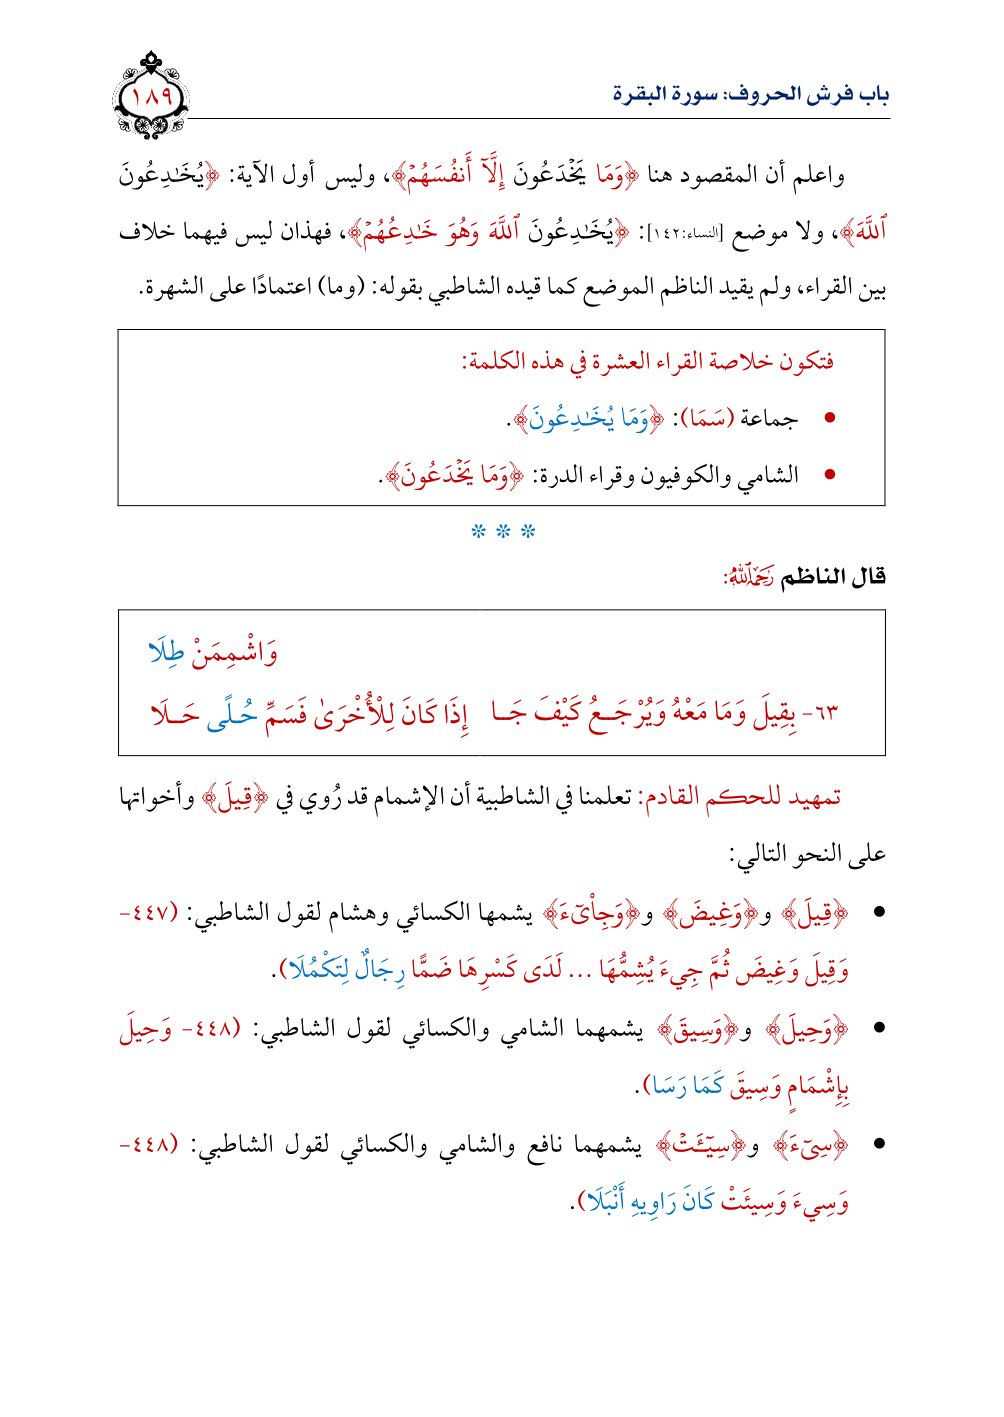 باب فرش الحروف: سورة البقرة
١٨٩
واعلم أن المقصود هنا ﴿وَمَا يَخْدَعُونَ إِلَّآ أَنفُسَهُمْ﴾، وليس أول الآية: ﴿يُخَٰدِعُونَ
ٱللَّهَ﴾، ولا موضع [النساء:١٤٢]: ﴿يُخَٰدِعُونَ ٱللَّهَ وَهُوَ خَٰدِعُهُمْ﴾، فهذان ليس فيهما خلاف
بين القراء، ولم يقيد الناظم الموضع كما قيده الشاطبي بقوله: (وما) اعتمادًا على الشهرة.
فتكون خلاصة القراء العشرة في هذه الكلمة:
• جماعة (سَمَا): ﴿وَمَا يُخَٰدِعُونَ﴾.
• الشامي والكوفيون وقراء الدرة: ﴿وَمَا يَخْدَعُونَ﴾.
* * *
قال الناظم رَحِمَهُ ٱللَّهُ:
وَاشْمِمَنْ طِلَا
٦٣- بِقِيلَ وَمَا مَعْهُ وَيُرْجَـعُ كَيْفَ جَـا إِذَا كَانَ لِلْأُخْرَىٰ فَسَمِّ حُـلًى حَـلَا
تمهيد للحكم القادم: تعلمنا في الشاطبية أن الإشمام قد رُوي في ﴿قِيلَ﴾ وأخواتها
على النحو التالي:
• ﴿قِيلَ﴾ و﴿وَغِيضَ﴾ و﴿وَجِاْىٓءَ﴾ يشمها الكسائي وهشام لقول الشاطبي: (٤٤٧-
وَقِيلَ وَغِيضَ ثُمَّ جِيءَ يُشِمُّهَا ... لَدَى كَسْرِهَا ضَمًّا رِجَالٌ لِتَكْمُلَا).
• ﴿وَحِيلَ﴾ و﴿وَسِيقَ﴾ يشمهما الشامي والكسائي لقول الشاطبي: (٤٤٨- وَحِيلَ
بِإِشْمَامٍ وَسِيقَ كَمَا رَسَا).
• ﴿سِىٓءَ﴾ و﴿سِيٓـَٔتْ﴾ يشمهما نافع والشامي والكسائي لقول الشاطبي: (٤٤٨-
وَسِيءَ وَسِيئَتْ كَانَ رَاوِيهِ أَنْبَلَا).